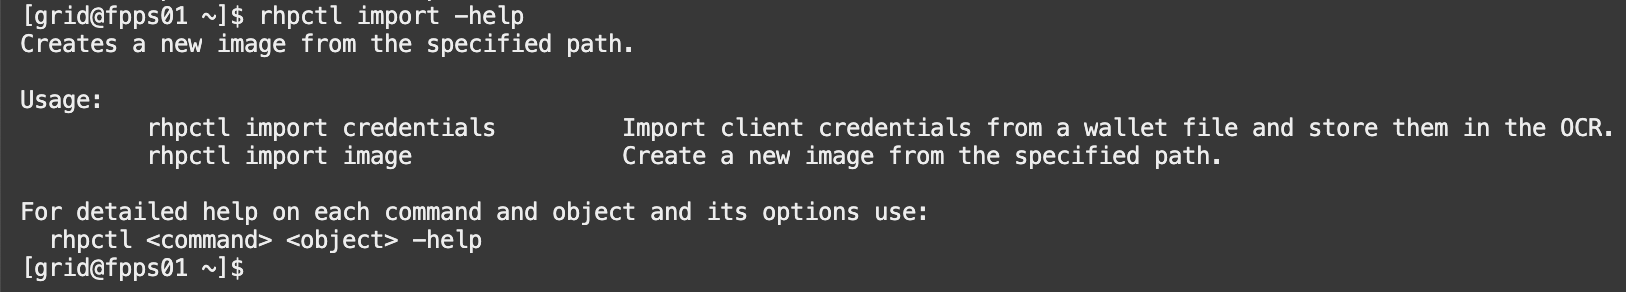 [grid@fpps01 ~]$ rhpctl import -help
Creates a new image from the specified path.

Usage:
         rhpctl import credentials         Import client credentials from a wallet file and store them in the OCR.
         rhpctl import image               Create a new image from the specified path.

For detailed help on each command and object and its options use:
  rhpctl <command> <object> -help
[grid@fpps01 ~]$